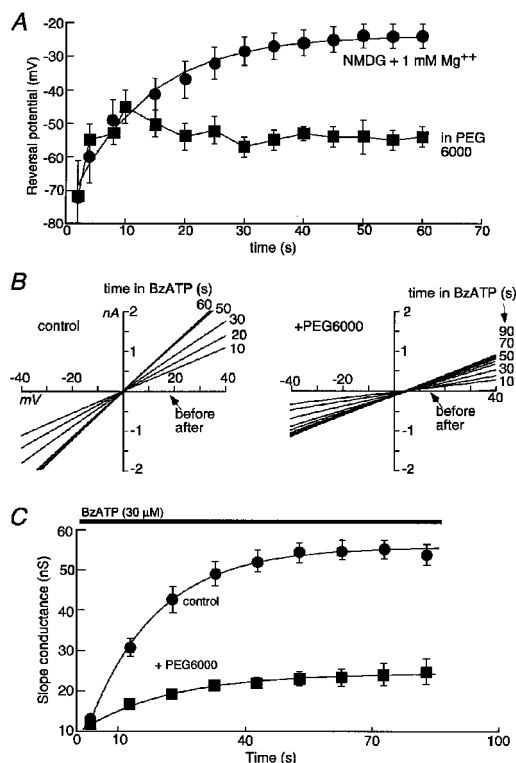 A
-20
-30
-40
-50
-60
-70
-80
Reversal potential (mV)
NMDG + 1 mM Mg++
in PEG
6000
0 10 20 30 40 50 60 70
time (s)
B
time in BzATP (s)
control
nA
60 50
30
20
10
2
1
-40 -20 20 40
mV
before
after
-1
-2
time in BzATP (s)
+PEG6000
90
70
50
30
10
2
1
-40 -20 20 40
before
after
-1
-2
C
BzATP (30 µM)
60
50
40
30
20
10
Slope conductance (nS)
control
+ PEG6000
10 40 70 100
Time (s)